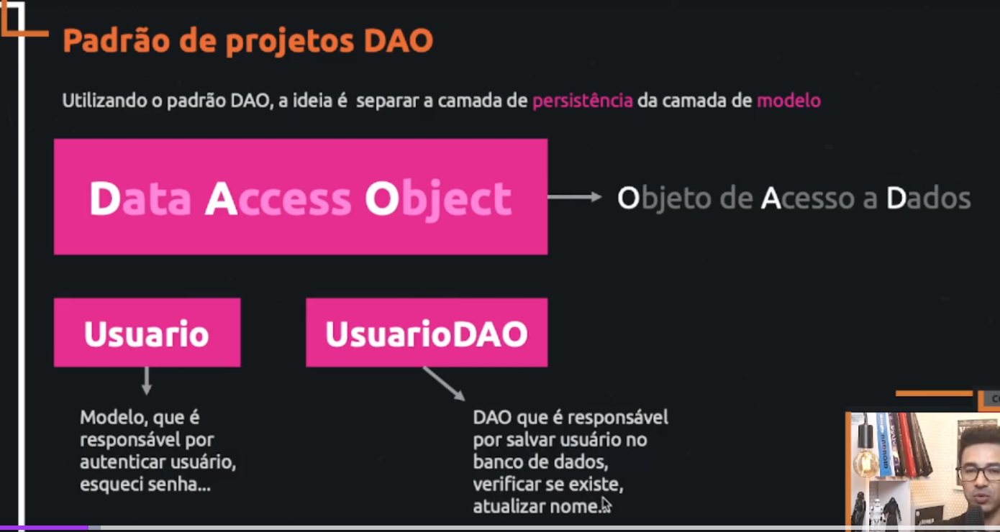 Padrão de projetos DAO
Utilizando o padrão DAO, a ideia é separar a camada de persistência da camada de modelo
Data Access Object
Objeto de Acesso a Dados
Usuario
UsuarioDAO
Modelo, que é
responsável por
autenticar usuário,
esqueci senha...
DAO que é responsável
por salvar usuário no
banco de dados,
verificar se existe,
atualizar nome..